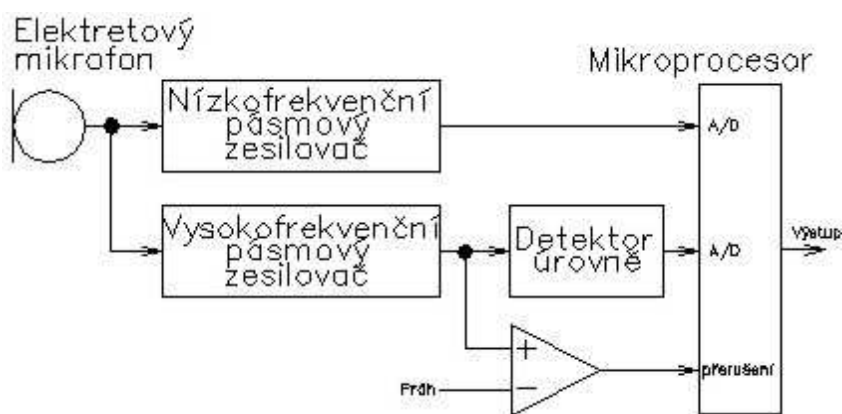 Elektretový
mikrofon
Mikroprocesor
Nízkofrekvenční
pásmový
zesilovač
A/D
Vysokofrekvenční
pásmový
zesilovač
Detektor
úrovně
A/D
Výstup
Práh
+
−
přerušení